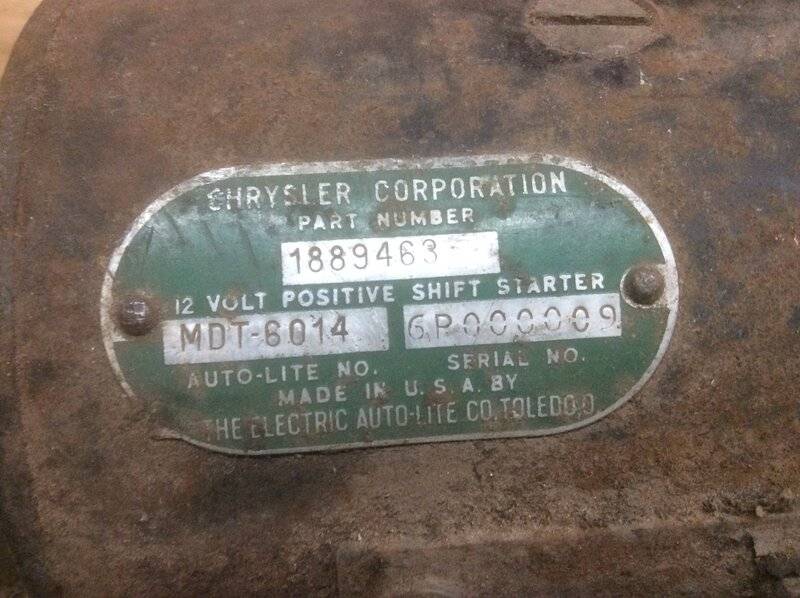 CHRYSLER CORPORATION
PART NUMBER
1889463
12 VOLT POSITIVE SHIFT STARTER
MDT-6014 6P000009
AUTO-LITE NO. SERIAL NO.
MADE IN U.S.A. BY
THE ELECTRIC AUTO-LITE CO., TOLEDO, O.